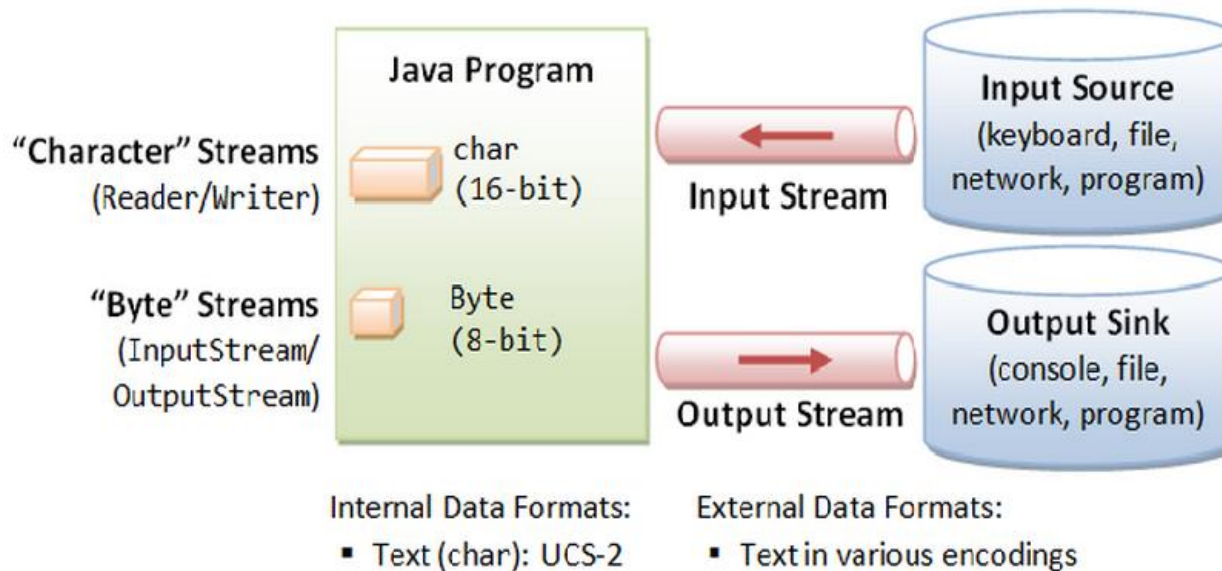 Java Program
"Character" Streams
(Reader/Writer)
char
(16-bit)
"Byte" Streams
(InputStream/
OutputStream)
Byte
(8-bit)
Input Stream
Output Stream
Input Source
(keyboard, file,
network, program)
Output Sink
(console, file,
network, program)
Internal Data Formats:
▪ Text (char): UCS-2
External Data Formats:
▪ Text in various encodings